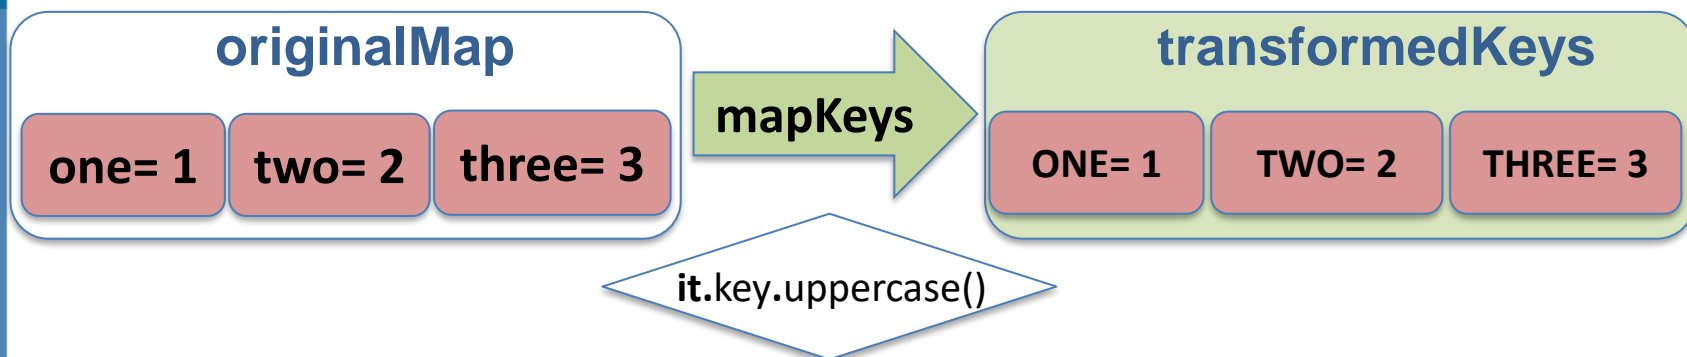 originalMap
one= 1
two= 2
three= 3
mapKeys
transformedKeys
ONE= 1
TWO= 2
THREE= 3
it.key.uppercase()